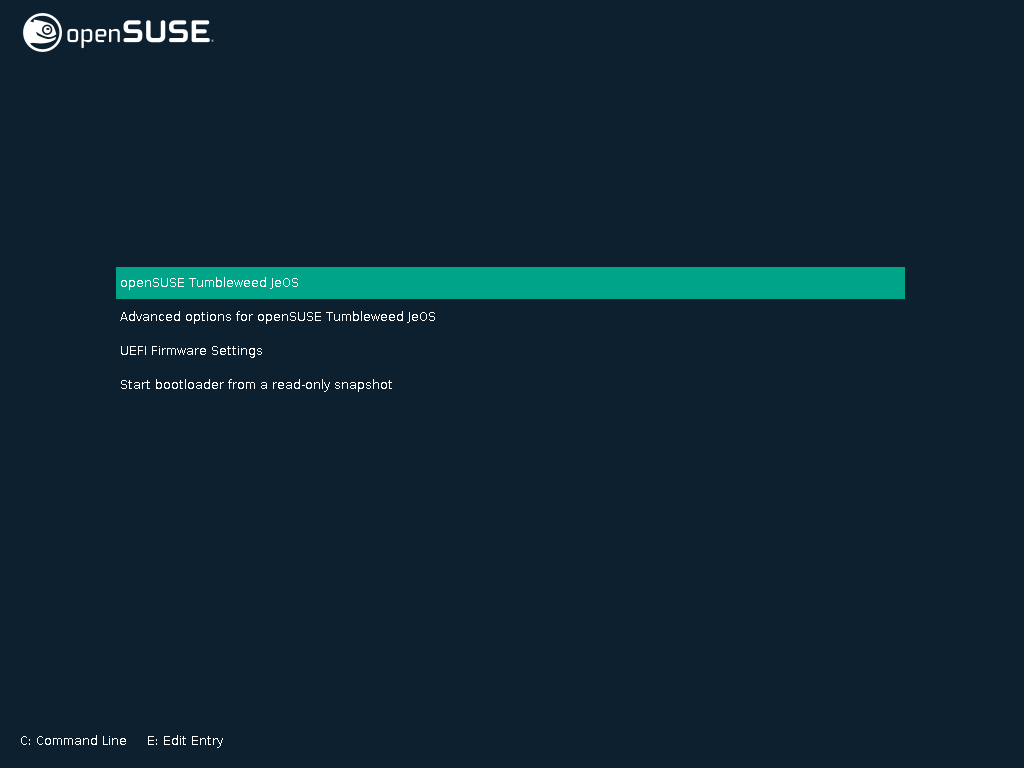 openSUSE.
openSUSE Tumbleweed JeOS
Advanced options for openSUSE Tumbleweed JeOS
UEFI Firmware Settings
Start bootloader from a read-only snapshot
C: Command Line E: Edit Entry